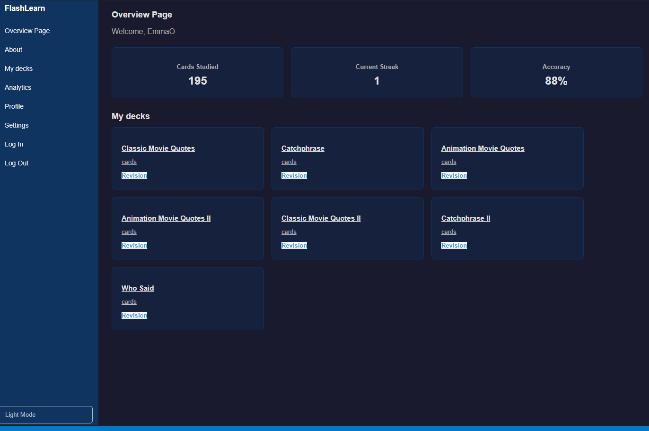 FlashLearn
Overview Page
About
My decks
Analytics
Profile
Settings
Log In
Log Out
Light Mode
Overview Page
Welcome, EmmaO
Cards Studied
195
Current Streak
1
Accuracy
88%
My decks
Classic Movie Quotes
cards
Revision
Catchphrase
cards
Revision
Animation Movie Quotes
cards
Revision
Animation Movie Quotes II
cards
Revision
Classic Movie Quotes II
cards
Revision
Catchphrase II
cards
Revision
Who Said
cards
Revision